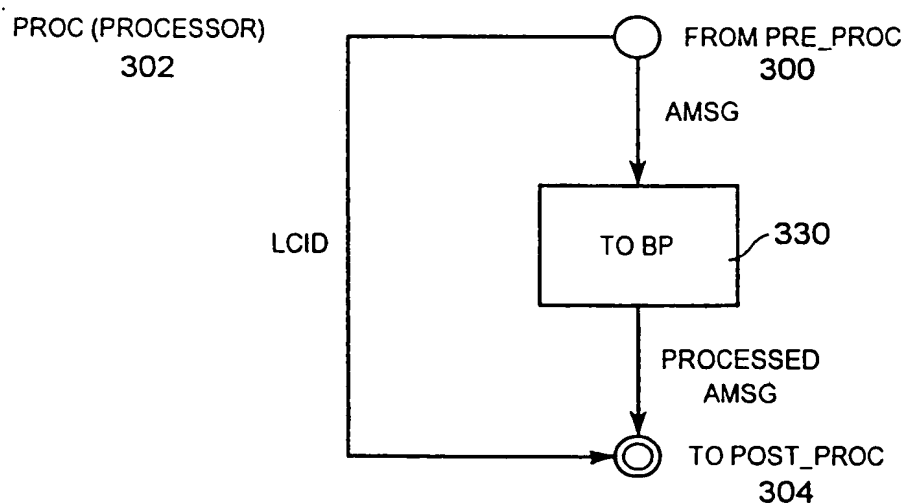 PROC (PROCESSOR)
302
FROM PRE_PROC
300
AMSG
LCID
TO BP
330
PROCESSED
AMSG
TO POST_PROC
304